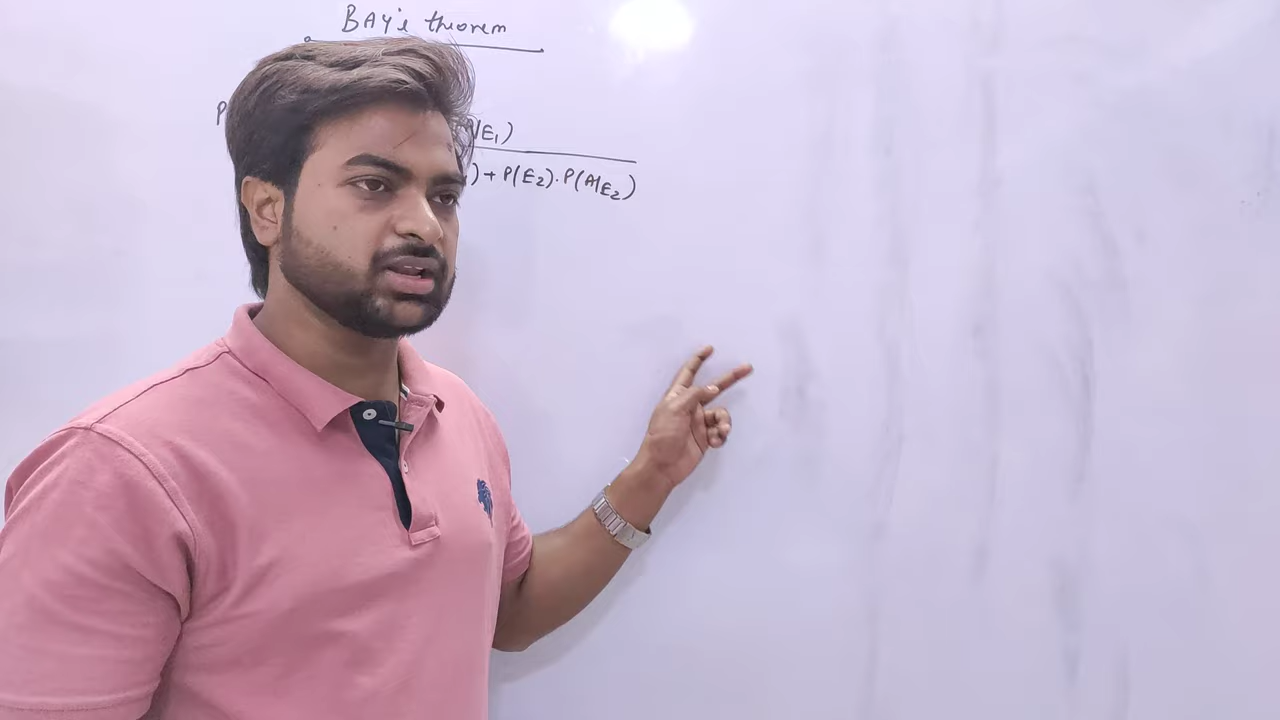 BAY's theorem
P
A|E₁)
) + P(E₂).P(A|E₂)